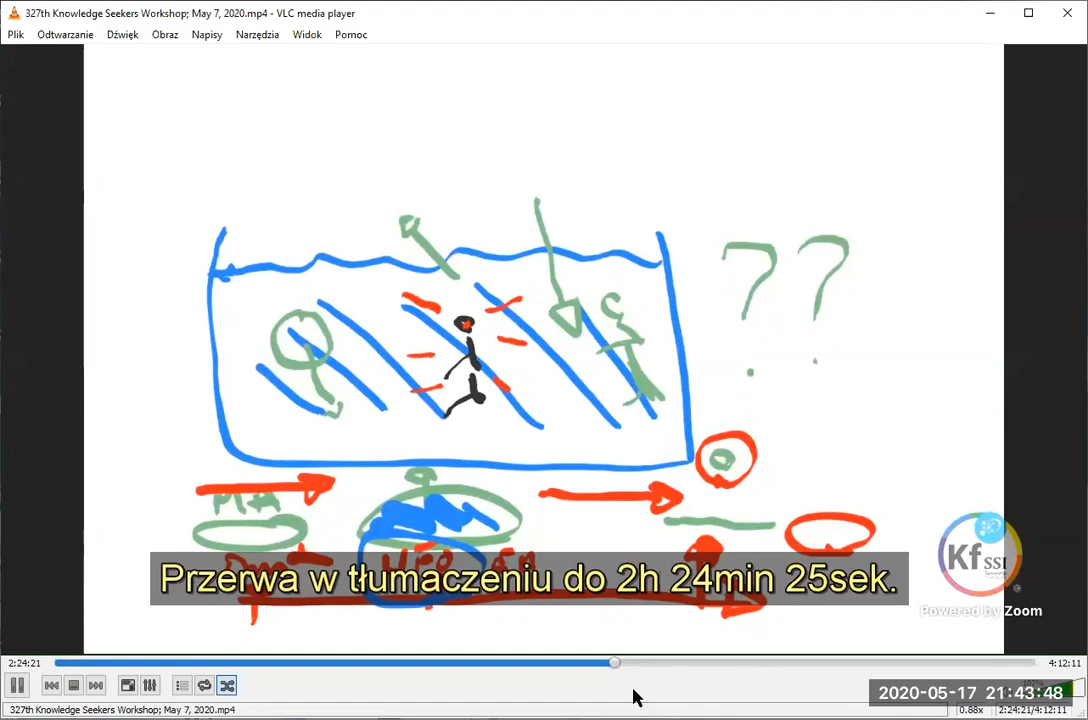 327th Knowledge Seekers Workshop; May 7, 2020.mp4 - VLC media player
Plik Odtwarzanie Dźwięk Obraz Napisy Narzędzia Widok Pomoc
? ?
Przerwa w tłumaczeniu do 2h 24min 25sek.
Kf SSI
Powered by Zoom
2:24:21 4:12:11
2020-05-17 21:43:48
327th Knowledge Seekers Workshop; May 7, 2020.mp4 0.88x 2:24:21/4:12:11